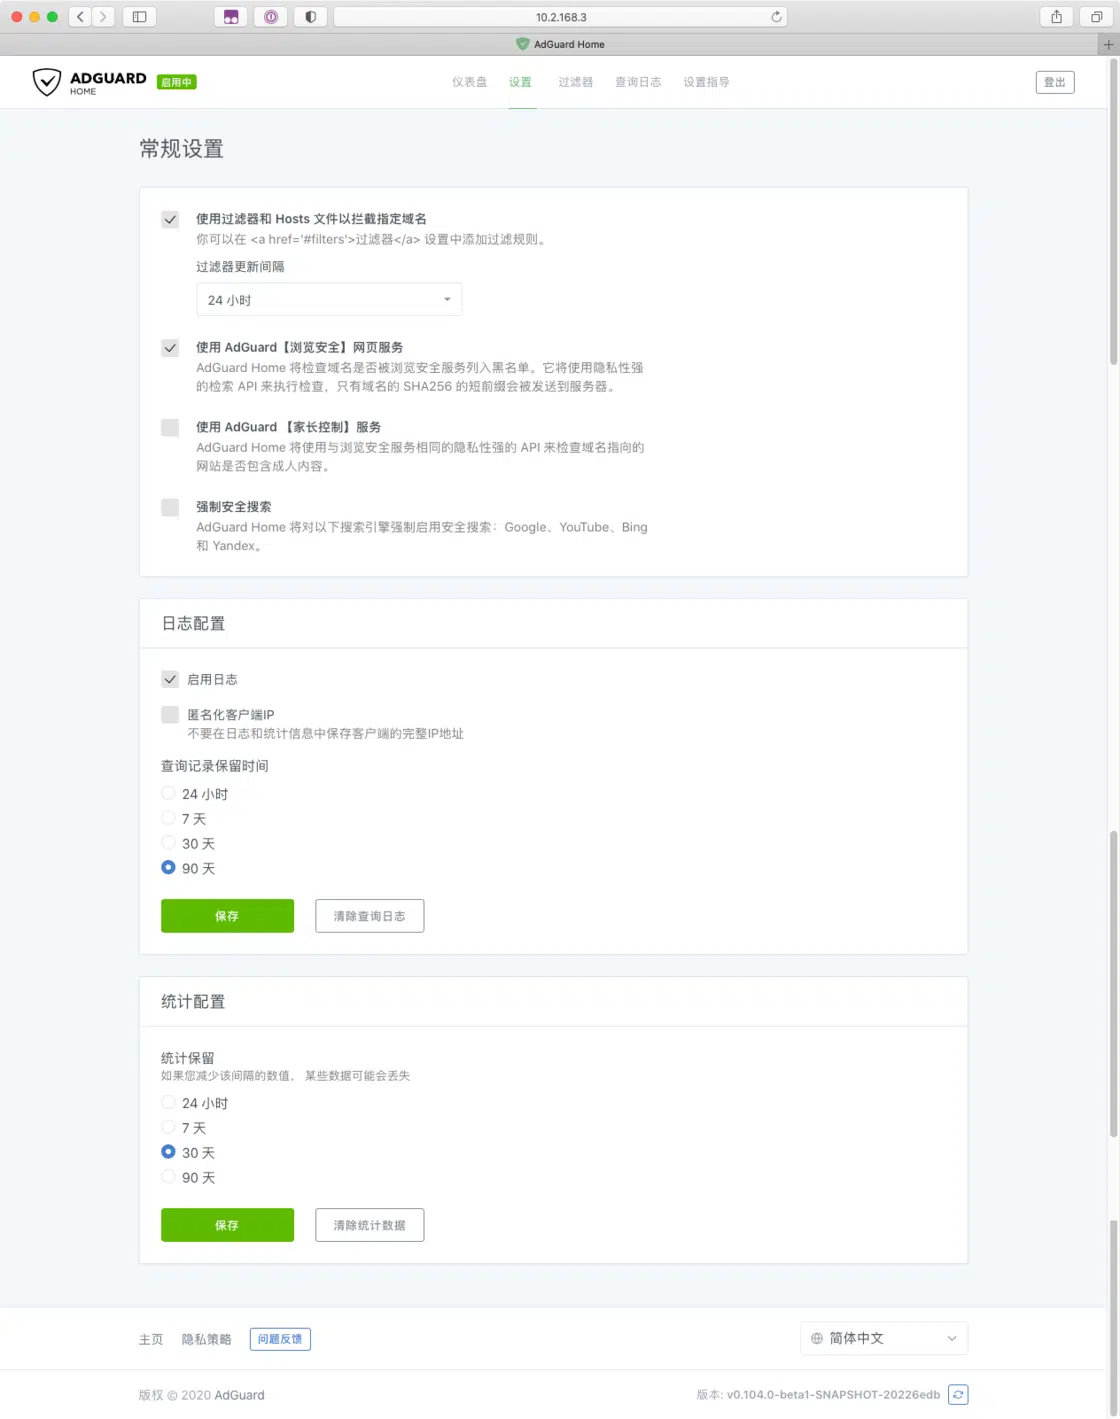 10.2.168.3
AdGuard Home
ADGUARD
HOME
启用中
仪表盘
设置
过滤器
查询日志
设置指导
登出
常规设置
使用过滤器和 Hosts 文件以拦截指定域名
你可以在 <a href='#filters'>过滤器</a> 设置中添加过滤规则。
过滤器更新间隔
24 小时
使用 AdGuard【浏览安全】网页服务
AdGuard Home 将检查域名是否被浏览安全服务列入黑名单。它将使用隐私性强
的检索 API 来执行检查，只有域名的 SHA256 的短前缀会被发送到服务器。
使用 AdGuard 【家长控制】服务
AdGuard Home 将使用与浏览安全服务相同的隐私性强的 API 来检查域名指向的
网站是否包含成人内容。
强制安全搜索
AdGuard Home 将对以下搜索引擎强制启用安全搜索：Google、YouTube、Bing
和 Yandex。
日志配置
启用日志
匿名化客户端IP
不要在日志和统计信息中保存客户端的完整IP地址
查询记录保留时间
24 小时
7 天
30 天
90 天
保存
清除查询日志
统计配置
统计保留
如果您减少该间隔的数值， 某些数据可能会丢失
24 小时
7 天
30 天
90 天
保存
清除统计数据
主页
隐私策略
问题反馈
简体中文
版权 © 2020 AdGuard
版本: v0.104.0-beta1-SNAPSHOT-20226edb